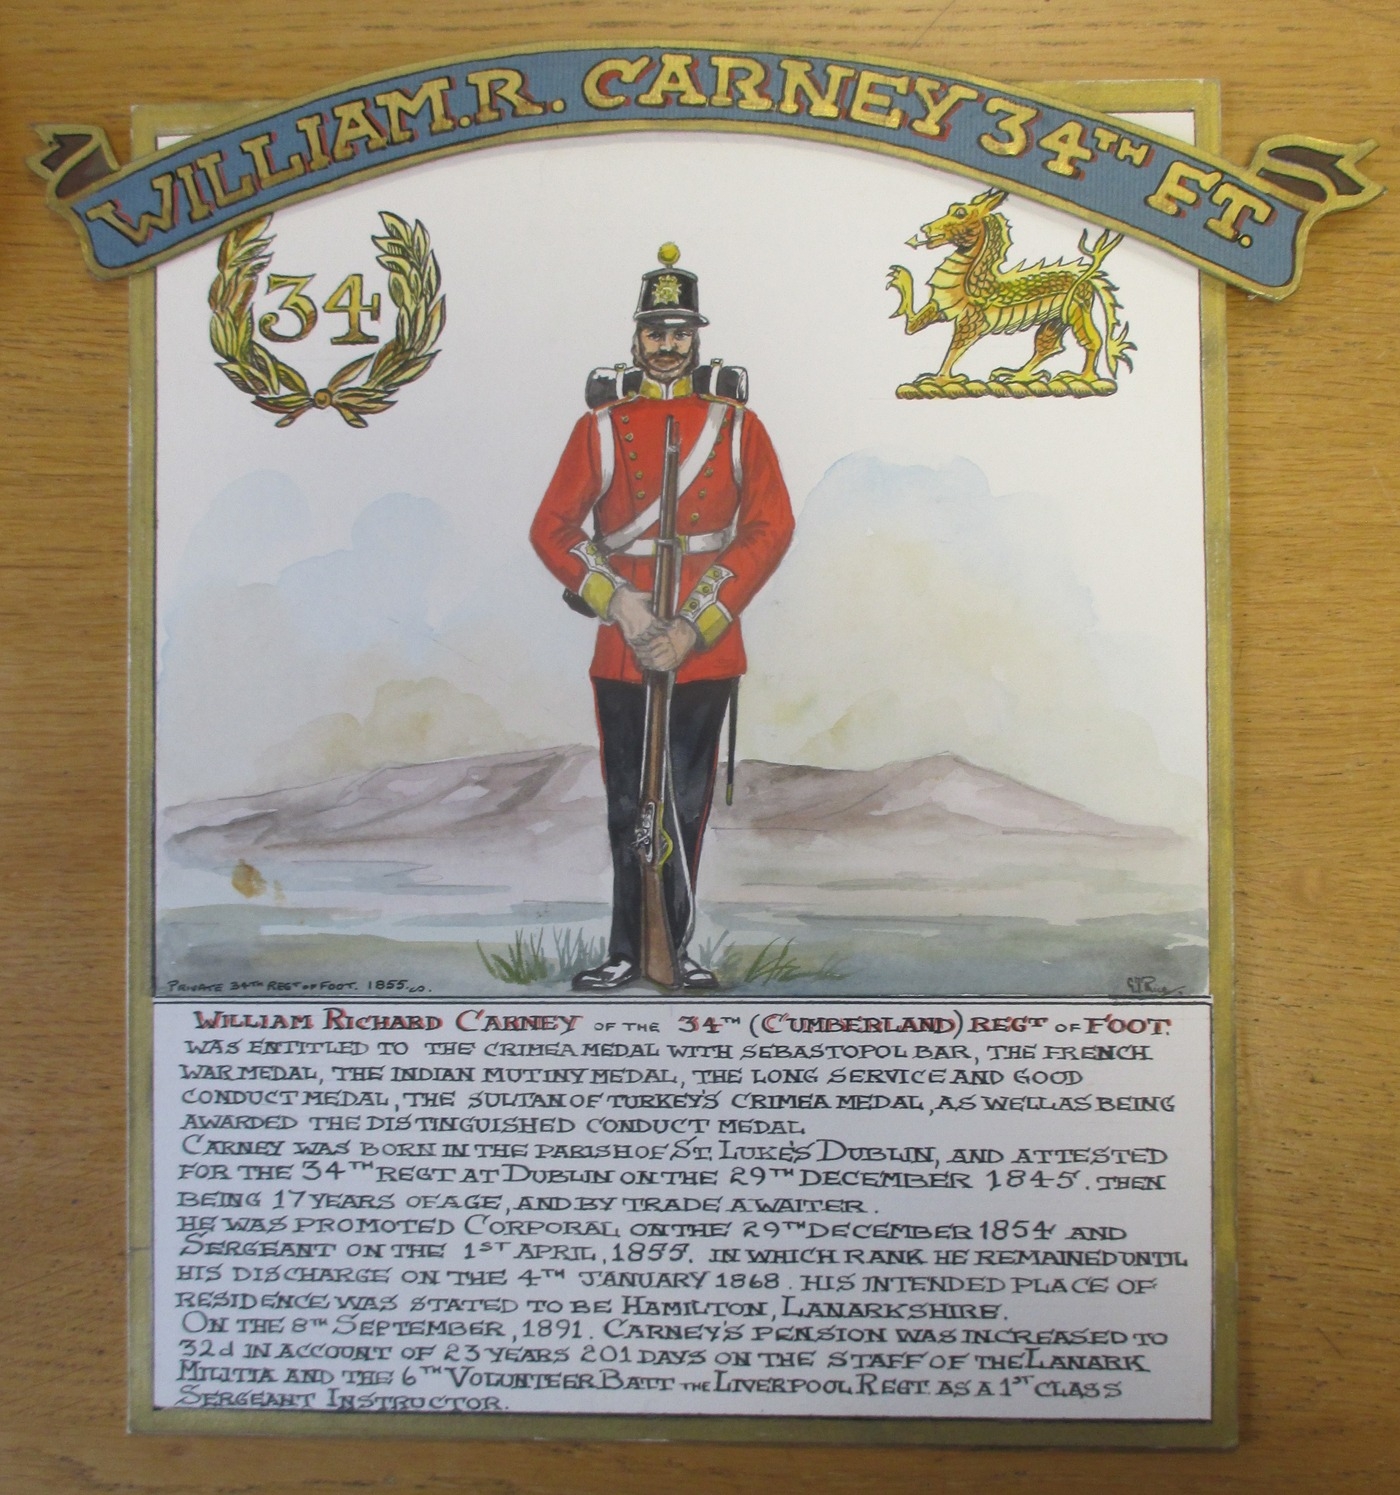 WILLIAM.R. CARNEY 34TH FT.
34
PRIVATE 34TH REGT OF FOOT. 1855.
WILLIAM RICHARD CARNEY OF THE 34TH (CUMBERLAND) REGT OF FOOT.
WAS ENTITLED TO THE CRIMEA MEDAL WITH SEBASTOPOL BAR, THE FRENCH
WAR MEDAL, THE INDIAN MUTINY MEDAL, THE LONG SERVICE AND GOOD
CONDUCT MEDAL, THE SULTAN OF TURKEY'S CRIMEA MEDAL, AS WELL AS BEING
AWARDED THE DISTINGUISHED CONDUCT MEDAL
CARNEY WAS BORN IN THE PARISH OF ST. LUKE'S DUBLIN, AND ATTESTED
FOR THE 34TH REGT AT DUBLIN ON THE 29TH DECEMBER 1845. THEN
BEING 17 YEARS OF AGE, AND BY TRADE A WAITER.
HE WAS PROMOTED CORPORAL ON THE 29TH DECEMBER 1854 AND
SERGEANT ON THE 1ST APRIL, 1855. IN WHICH RANK HE REMAINED UNTIL
HIS DISCHARGE ON THE 4TH JANUARY 1868. HIS INTENDED PLACE OF
RESIDENCE WAS STATED TO BE HAMILTON, LANARKSHIRE.
ON THE 8TH SEPTEMBER, 1891. CARNEY'S PENSION WAS INCREASED TO
32d IN ACCOUNT OF 23 YEARS 201 DAYS ON THE STAFF OF THE LANARK
MILITIA AND THE 6TH VOLUNTEER BATT THE LIVERPOOL REGT. AS A 1ST CLASS
SERGEANT INSTRUCTOR.